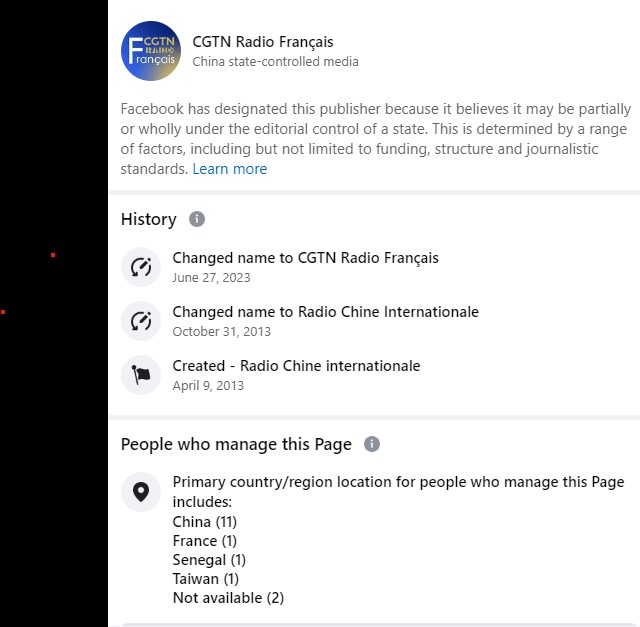 F CGTN
RADIO
rançais
CGTN Radio Français
China state-controlled media
Facebook has designated this publisher because it believes it may be partially
or wholly under the editorial control of a state. This is determined by a range
of factors, including but not limited to funding, structure and journalistic
standards. Learn more
History
Changed name to CGTN Radio Français
June 27, 2023
Changed name to Radio Chine Internationale
October 31, 2013
Created - Radio Chine internationale
April 9, 2013
People who manage this Page
Primary country/region location for people who manage this Page
includes:
China (11)
France (1)
Senegal (1)
Taiwan (1)
Not available (2)